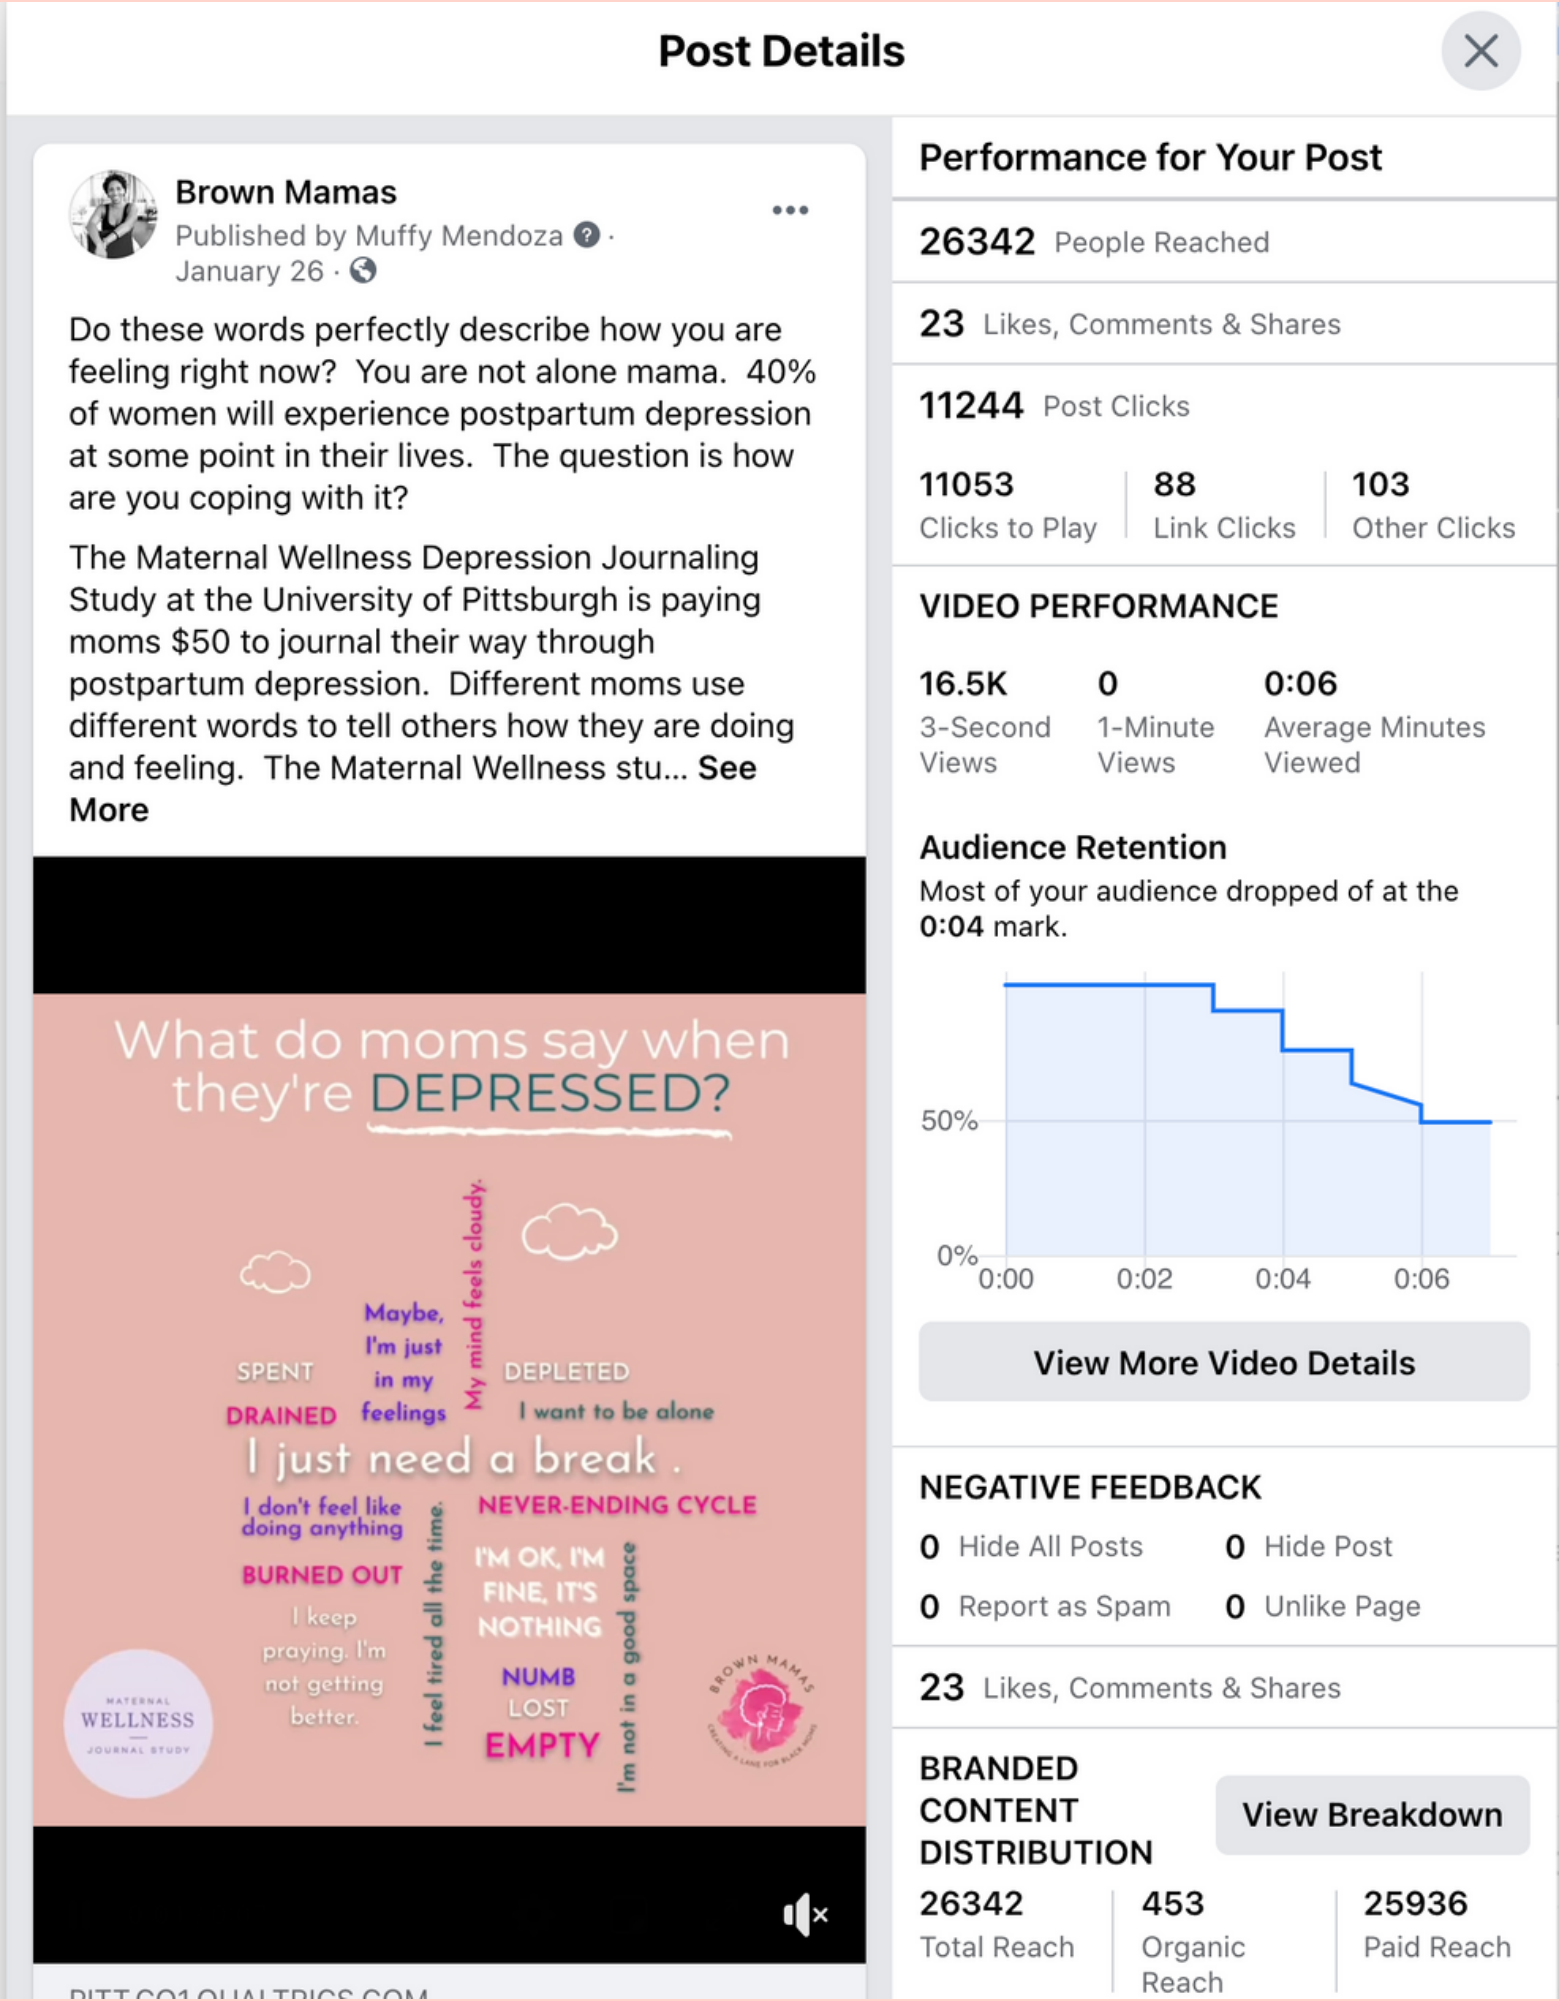 Post Details
Brown Mamas
Published by Muffy Mendoza ·
January 26 ·
Do these words perfectly describe how you are
feeling right now?  You are not alone mama.  40%
of women will experience postpartum depression
at some point in their lives.  The question is how
are you coping with it?
The Maternal Wellness Depression Journaling
Study at the University of Pittsburgh is paying
moms $50 to journal their way through
postpartum depression.  Different moms use
different words to tell others how they are doing
and feeling.  The Maternal Wellness stu... See
More
What do moms say when
they're DEPRESSED?
My mind feels cloudy.
Maybe,
I'm just
in my
feelings
SPENT
DRAINED
DEPLETED
I want to be alone
I just need a break .
I don't feel like
doing anything
BURNED OUT
I keep
praying. I'm
not getting
better.
I feel tired all the time.
NEVER-ENDING CYCLE
I'M OK, I'M
FINE, IT'S
NOTHING
NUMB
LOST
EMPTY
I'm not in a good space
MATERNAL
WELLNESS
JOURNAL STUDY
BROWN MAMAS
CREATING A LANE FOR BLACK MOMS
PITT.CO1.QUALTRICS.COM
Performance for Your Post
26342 People Reached
23 Likes, Comments & Shares
11244 Post Clicks
11053 88 103
Clicks to Play Link Clicks Other Clicks
VIDEO PERFORMANCE
16.5K 0 0:06
3-Second 1-Minute Average Minutes
Views Views Viewed
Audience Retention
Most of your audience dropped of at the
0:04 mark.
50%
0%
0:00 0:02 0:04 0:06
View More Video Details
NEGATIVE FEEDBACK
0 Hide All Posts 0 Hide Post
0 Report as Spam 0 Unlike Page
23 Likes, Comments & Shares
BRANDED
CONTENT
DISTRIBUTION
View Breakdown
26342 453 25936
Total Reach Organic Paid Reach
Reach